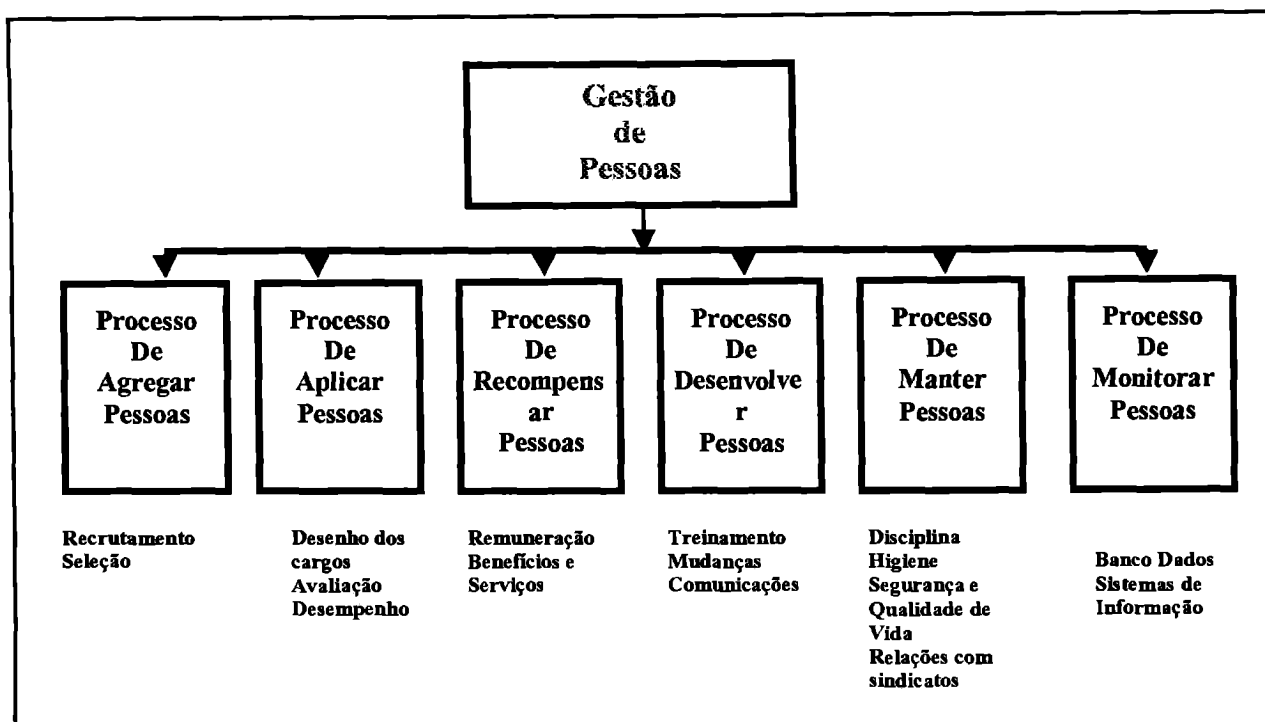 Gestão
de
Pessoas
Processo
De
Agregar
Pessoas
Processo
De
Aplicar
Pessoas
Processo
De
Recompens
ar
Pessoas
Processo
De
Desenvolve
r
Pessoas
Processo
De
Manter
Pessoas
Processo
De
Monitorar
Pessoas
Recrutamento
Seleção
Desenho dos
cargos
Avaliação
Desempenho
Remuneração
Benefícios e
Serviços
Treinamento
Mudanças
Comunicações
Disciplina
Higiene
Segurança e
Qualidade de
Vida
Relações com
sindicatos
Banco Dados
Sistemas de
Informação